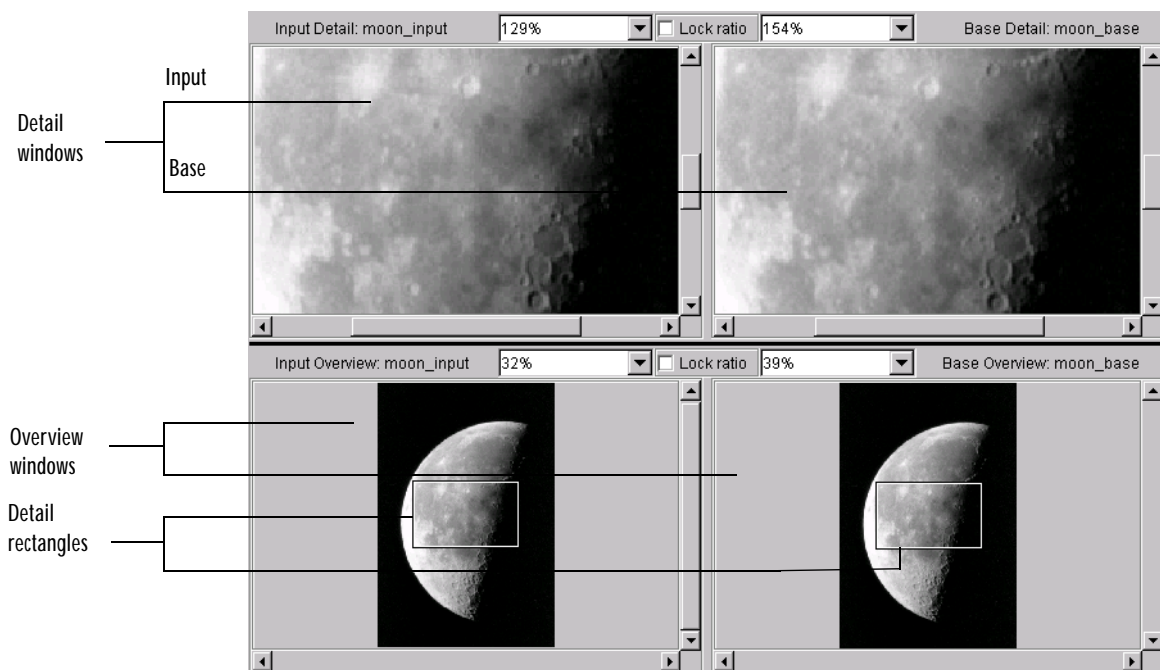 Input Detail: moon_input 129% Lock ratio 154% Base Detail: moon_base
Input
Detail
windows
Base
Input Overview: moon_input 32% Lock ratio 39% Base Overview: moon_base
Overview
windows
Detail
rectangles